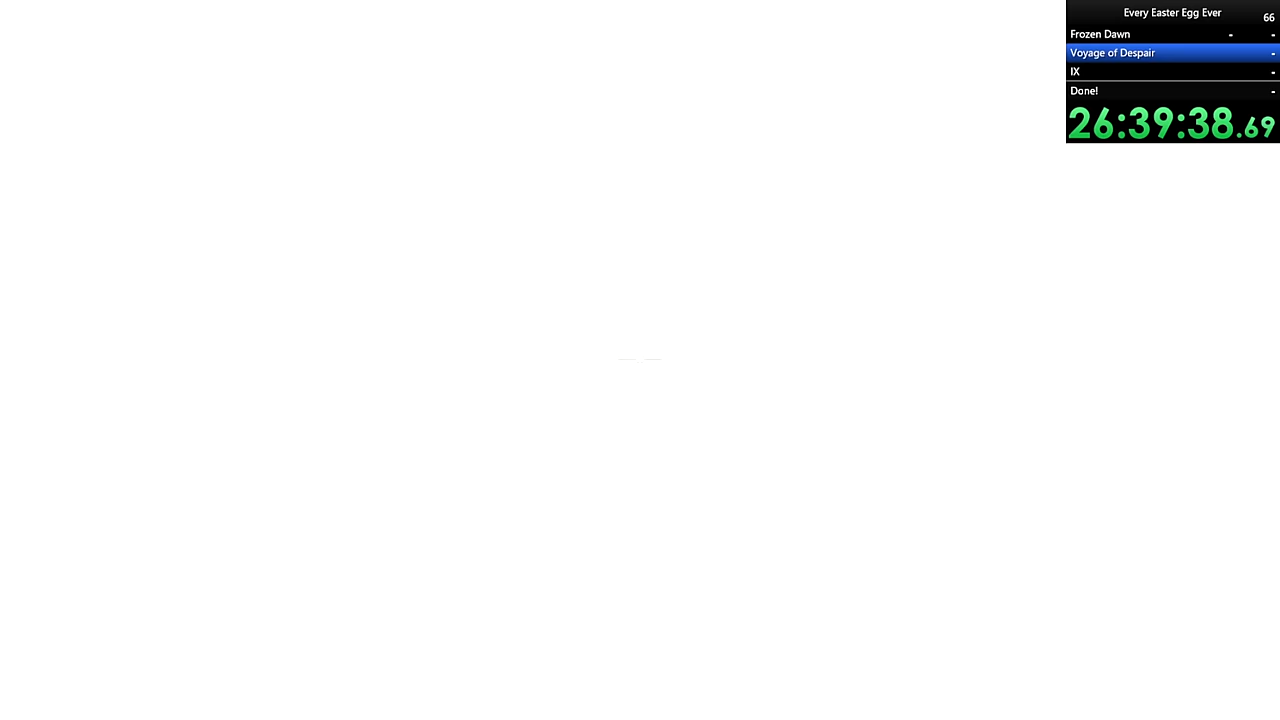 Every Easter Egg Ever
66
Frozen Dawn - -
Voyage of Despair -
IX -
Done! -
26:39:38.69